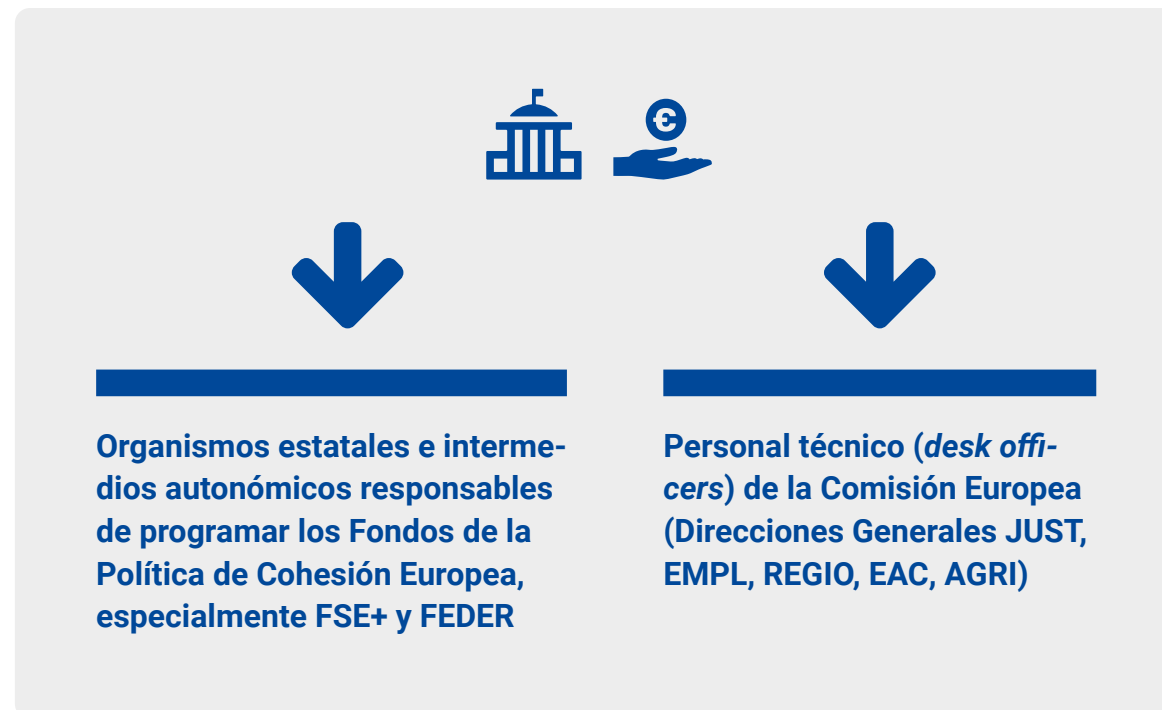 Organismos estatales e interme-
dios autonómicos responsables
de programar los Fondos de la
Política de Cohesión Europea,
especialmente FSE+ y FEDER
Personal técnico (desk offi-
cers) de la Comisión Europea
(Direcciones Generales JUST,
EMPL, REGIO, EAC, AGRI)